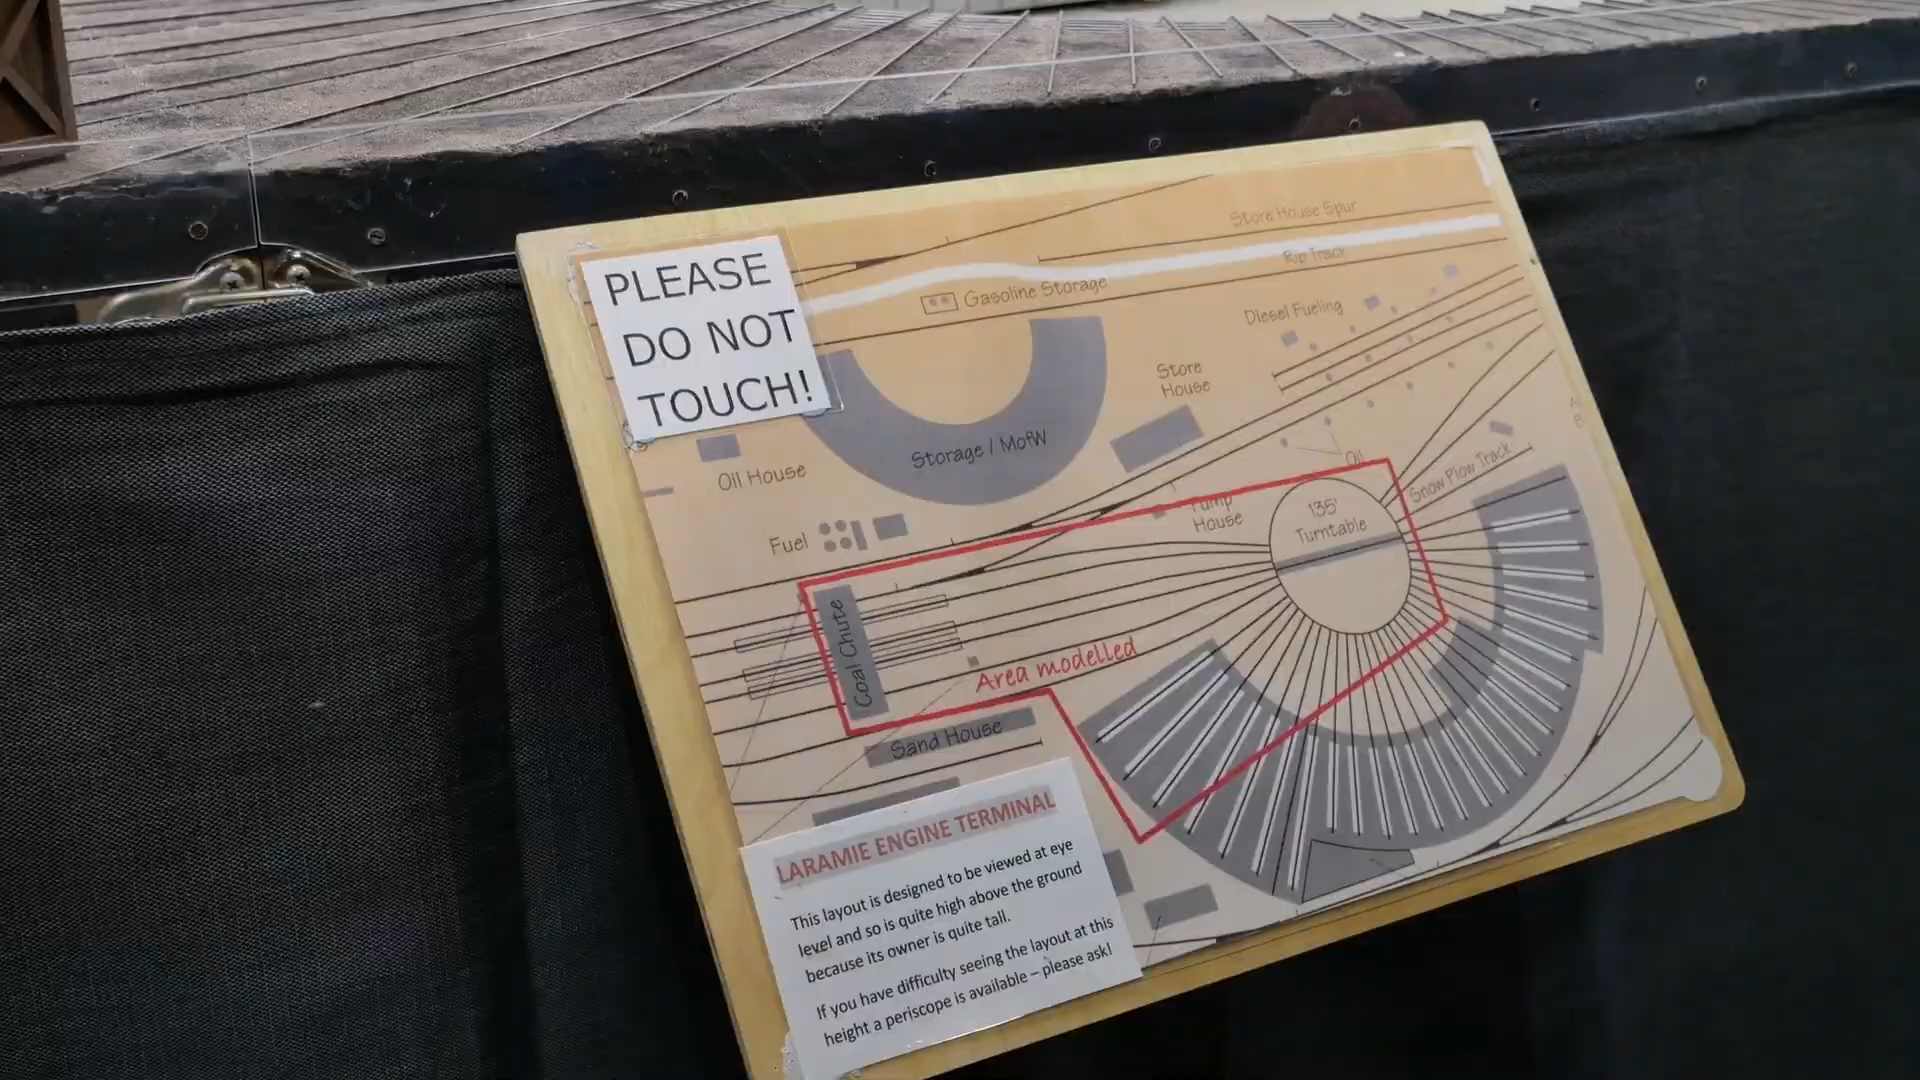 Store House Spur
Rip Track
PLEASE
DO NOT
TOUCH!
Gasoline Storage
Diesel Fueling
Store
House
Storage / MofW
Oil House
Oil
Snow Plow Track
Fuel
Pump
House
135'
Turntable
Coal Chute
Area modelled
Sand House
LARAMIE ENGINE TERMINAL
This layout is designed to be viewed at eye
level and so is quite high above the ground
because its owner is quite tall.
If you have difficulty seeing the layout at this
height a periscope is available – please ask!